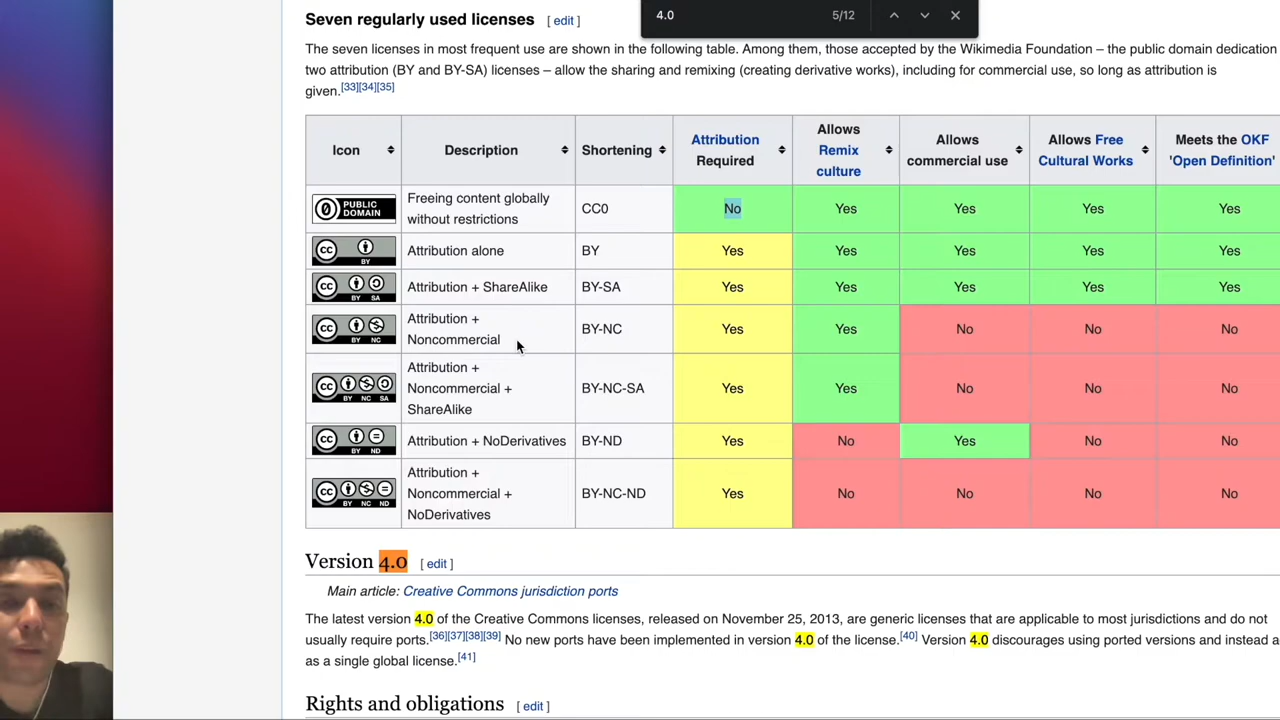 4.0 5/12
Seven regularly used licenses [ edit ]
The seven licenses in most frequent use are shown in the following table. Among them, those accepted by the Wikimedia Foundation – the public domain dedication
two attribution (BY and BY-SA) licenses – allow the sharing and remixing (creating derivative works), including for commercial use, so long as attribution is
given.[33][34][35]
Icon Description Shortening Attribution Required Allows Remix culture Allows commercial use Allows Free Cultural Works Meets the OKF 'Open Definition'
PUBLIC DOMAIN Freeing content globally without restrictions CC0 No Yes Yes Yes Yes
CC BY Attribution alone BY Yes Yes Yes Yes Yes
CC BY SA Attribution + ShareAlike BY-SA Yes Yes Yes Yes Yes
CC BY NC Attribution + Noncommercial BY-NC Yes Yes No No No
CC BY NC SA Attribution + Noncommercial + ShareAlike BY-NC-SA Yes Yes No No No
CC BY ND Attribution + NoDerivatives BY-ND Yes No Yes No No
CC BY NC ND Attribution + Noncommercial + NoDerivatives BY-NC-ND Yes No No No No
Version 4.0 [ edit ]
Main article: Creative Commons jurisdiction ports
The latest version 4.0 of the Creative Commons licenses, released on November 25, 2013, are generic licenses that are applicable to most jurisdictions and do not
usually require ports.[36][37][38][39] No new ports have been implemented in version 4.0 of the license.[40] Version 4.0 discourages using ported versions and instead a
as a single global license.[41]
Rights and obligations [ edit ]